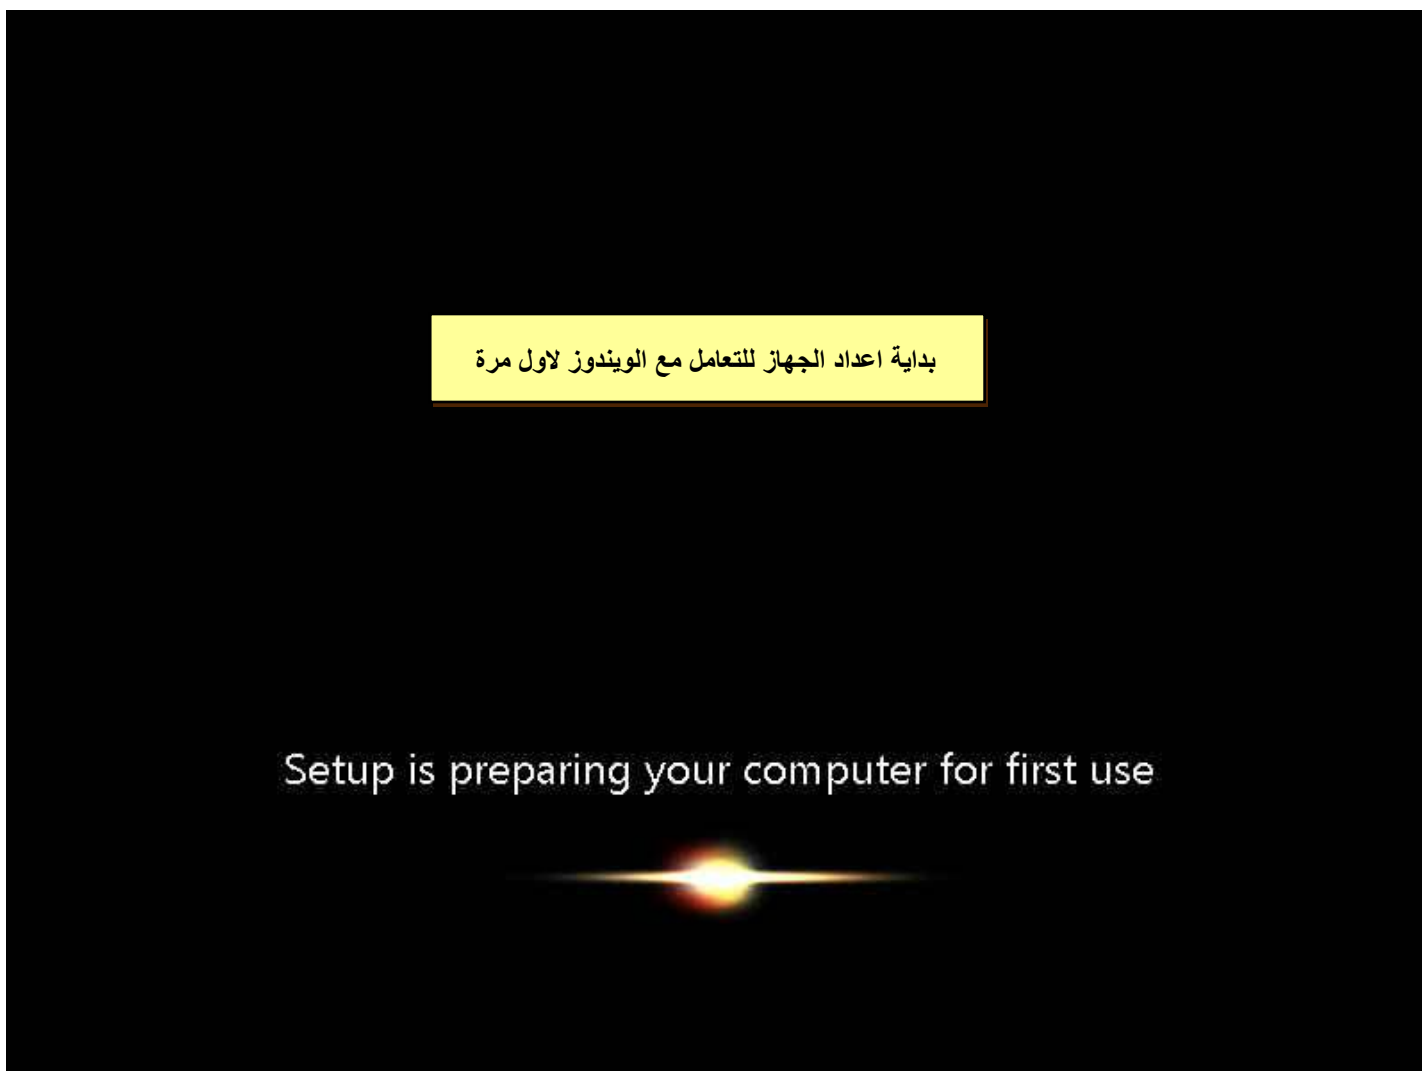 بداية اعداد الجهاز للتعامل مع الويندوز لاول مرة
Setup is preparing your computer for first use